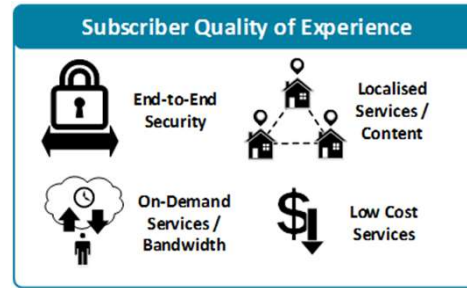 Subscriber Quality of Experience
End-to-End
Security
Localised
Services /
Content
On-Demand
Services /
Bandwidth
$
Low Cost
Services